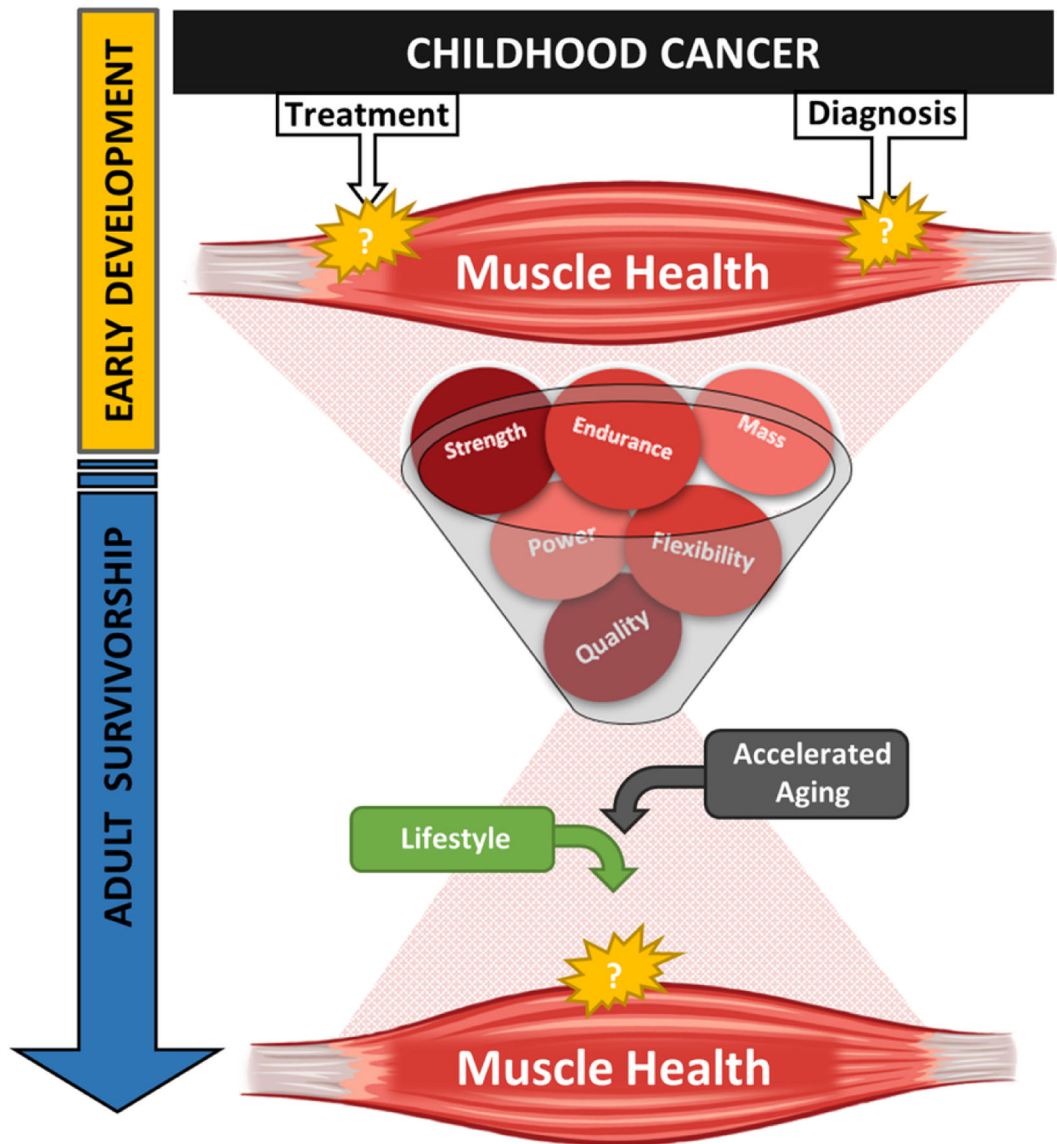 CHILDHOOD CANCER
Treatment
Diagnosis
EARLY DEVELOPMENT
?
?
Muscle Health
Strength
Endurance
Mass
Power
Flexibility
Quality
ADULT SURVIVORSHIP
Accelerated
Aging
Lifestyle
?
Muscle Health